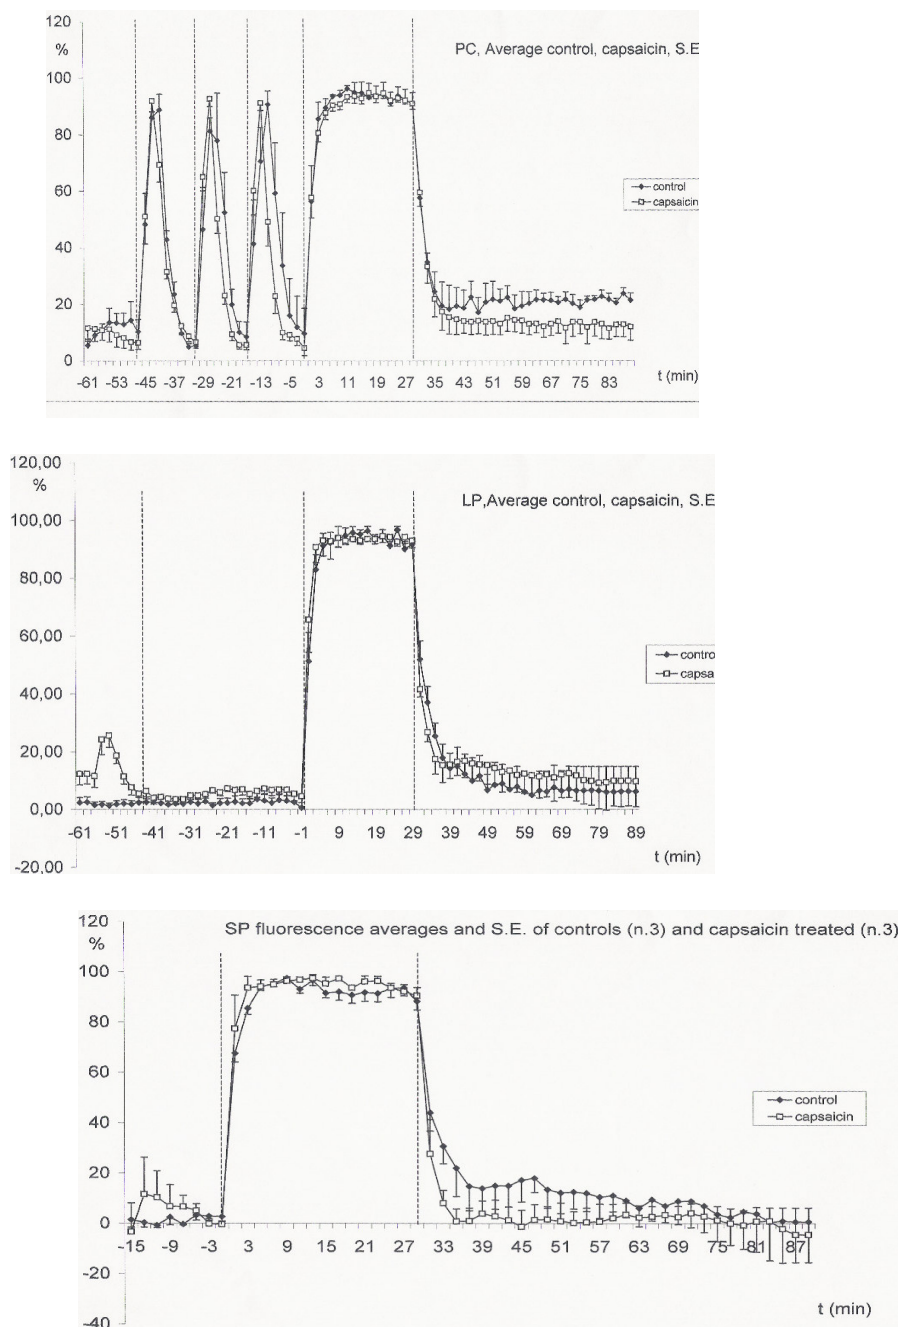 120
%
PC, Average control, capsaicin, S.E
100
80
60
control
capsaicin
40
20
0
-61 -53 -45 -37 -29 -21 -13 -5 3 11 19 27 35 43 51 59 67 75 83
t (min)
120,00
%
LP,Average control, capsaicin, S.E
100,00
80,00
60,00
contro
capsa
40,00
20,00
0,00
-61 -51 -41 -31 -21 -11 -1 9 19 29 39 49 59 69 79 89
-20,00
t (min)
120
%
SP fluorescence averages and S.E. of controls (n.3) and capsaicin treated (n.3)
100
80
60
control
capsaicin
40
20
0
-15 -9 -3 3 9 15 21 27 33 39 45 51 57 63 69 75 81 87
-20
t (min)
-40